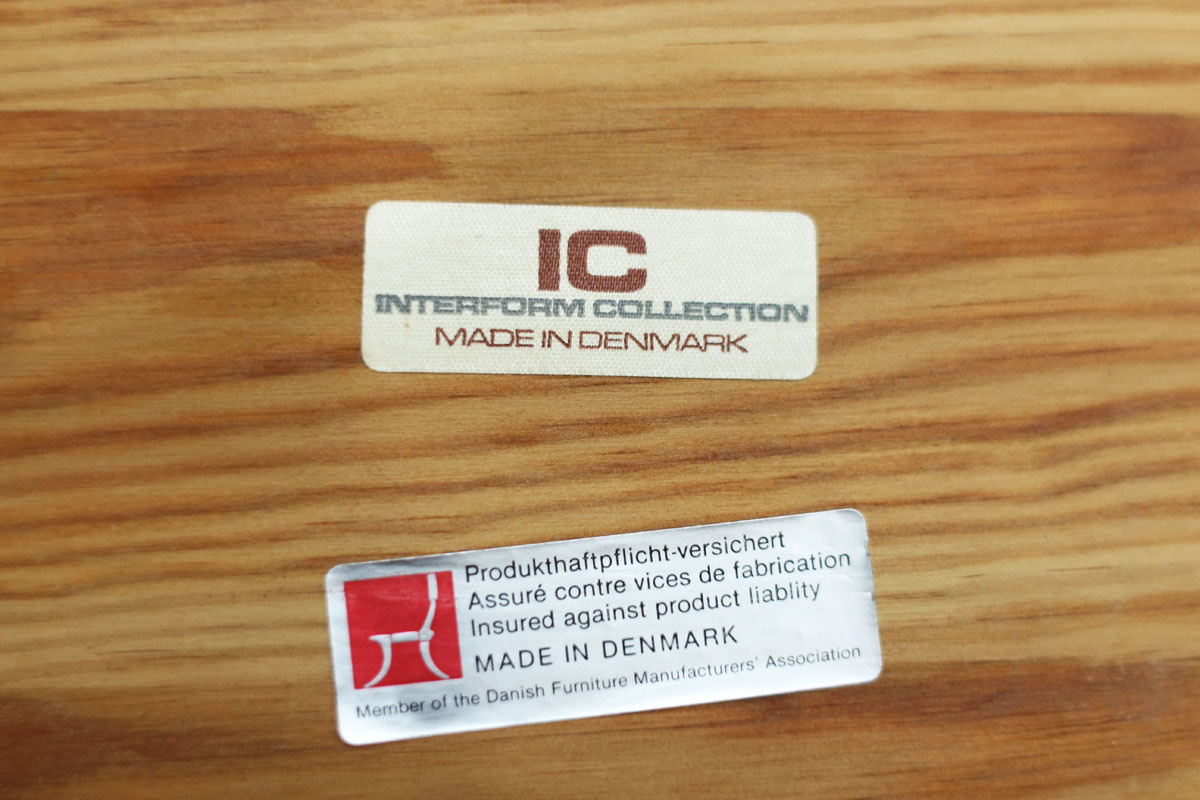 IC
INTERFORM COLLECTION
MADE IN DENMARK
Produkthaftpflicht-versichert
Assuré contre vices de fabrication
Insured against product liablity
MADE IN DENMARK
Member of the Danish Furniture Manufacturers' Association